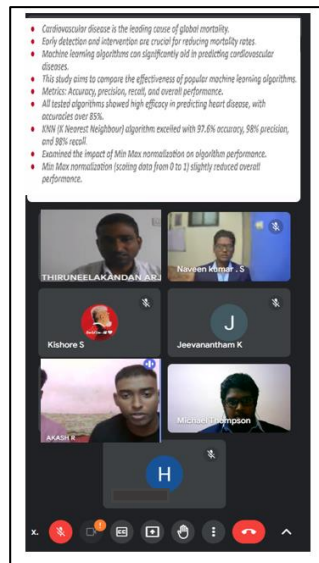 Cardiovascular disease is the leading cause of global mortality.
Early detection and intervention are crucial for reducing mortality rates.
Machine learning algorithms can significantly aid in predicting cardiovascular
diseases.
This study aims to compare the effectiveness of popular machine learning algorithms.
Metrics: Accuracy, precision, recall, and overall performance.
All tested algorithms showed high efficacy in predicting heart disease, with
accuracies over 85%.
KNN (K Nearest Neighbour) algorithm excelled with 97.6% accuracy, 98% precision,
and 98% recall.
Examined the impact of Min Max normalization on algorithm performance.
Min Max normalization (scaling data from 0 to 1) slightly reduced overall
performance.
THIRUNEELAKANDAN AR.
Naveen kumar . S
Kishore S
J
Jeevanantham K
AKASH R
Michael Thompson
H
x.
CC